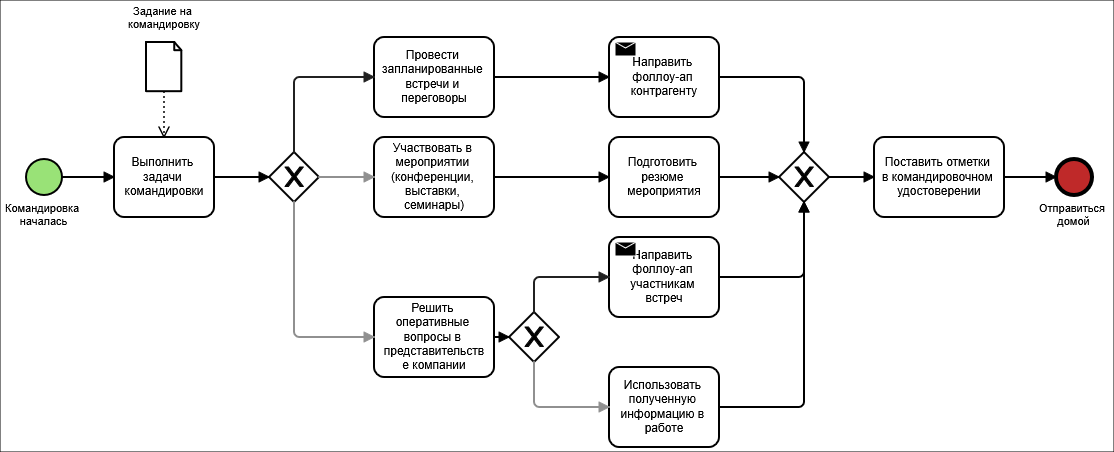 Задание на
командировку
Командировка
началась
Выполнить
задачи
командировки
X
Провести
запланированные
встречи и
переговоры
Направить
фоллоу-ап
контрагенту
Участвовать в
мероприятии
(конференции,
выставки,
семинары)
Подготовить
резюме
мероприятия
Решить
оперативные
вопросы в
представительств
е компании
X
Направить
фоллоу-ап
участникам
встреч
Использовать
полученную
информацию в
работе
X
Поставить отметки
в командировочном
удостоверении
Отправиться
домой